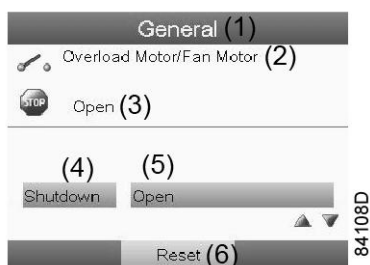 General (1)
Overload Motor/Fan Motor (2)
STOP
Open (3)
(4) (5)
Shutdown Open
Reset (6)
84108D